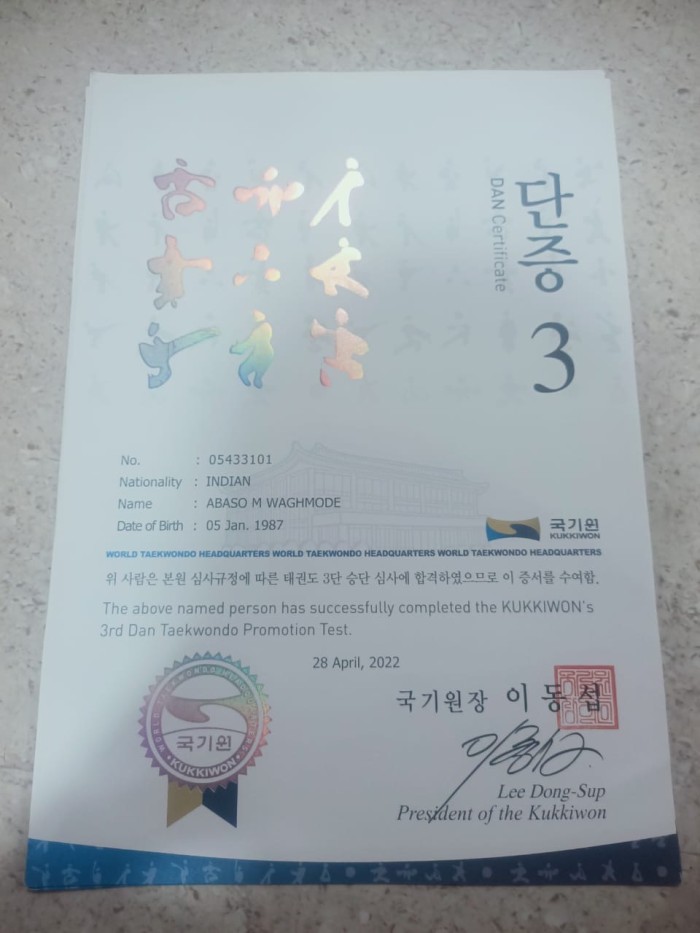 단증
DAN Certificate
3
No. : 05433101
Nationality : INDIAN
Name : ABASO M WAGHMODE
Date of Birth : 05 Jan. 1987
국기원
KUKKIWON
WORLD TAEKWONDO HEADQUARTERS WORLD TAEKWONDO HEADQUARTERS WORLD TAEKWONDO HEADQUARTERS
위 사람은 본원 심사규정에 따른 태권도 3단 승단 심사에 합격하였으므로 이 증서를 수여함.
The above named person has successfully completed the KUKKIWON's
3rd Dan Taekwondo Promotion Test.
28 April, 2022
국기원장 이동섭
국기원
KUKKIWON
Lee Dong-Sup
President of the Kukkiwon